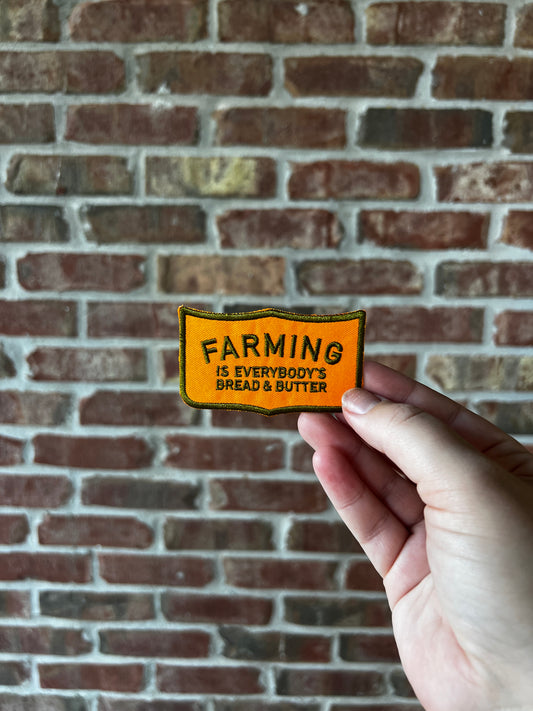 FARMING
IS EVERYBODY'S
BREAD & BUTTER